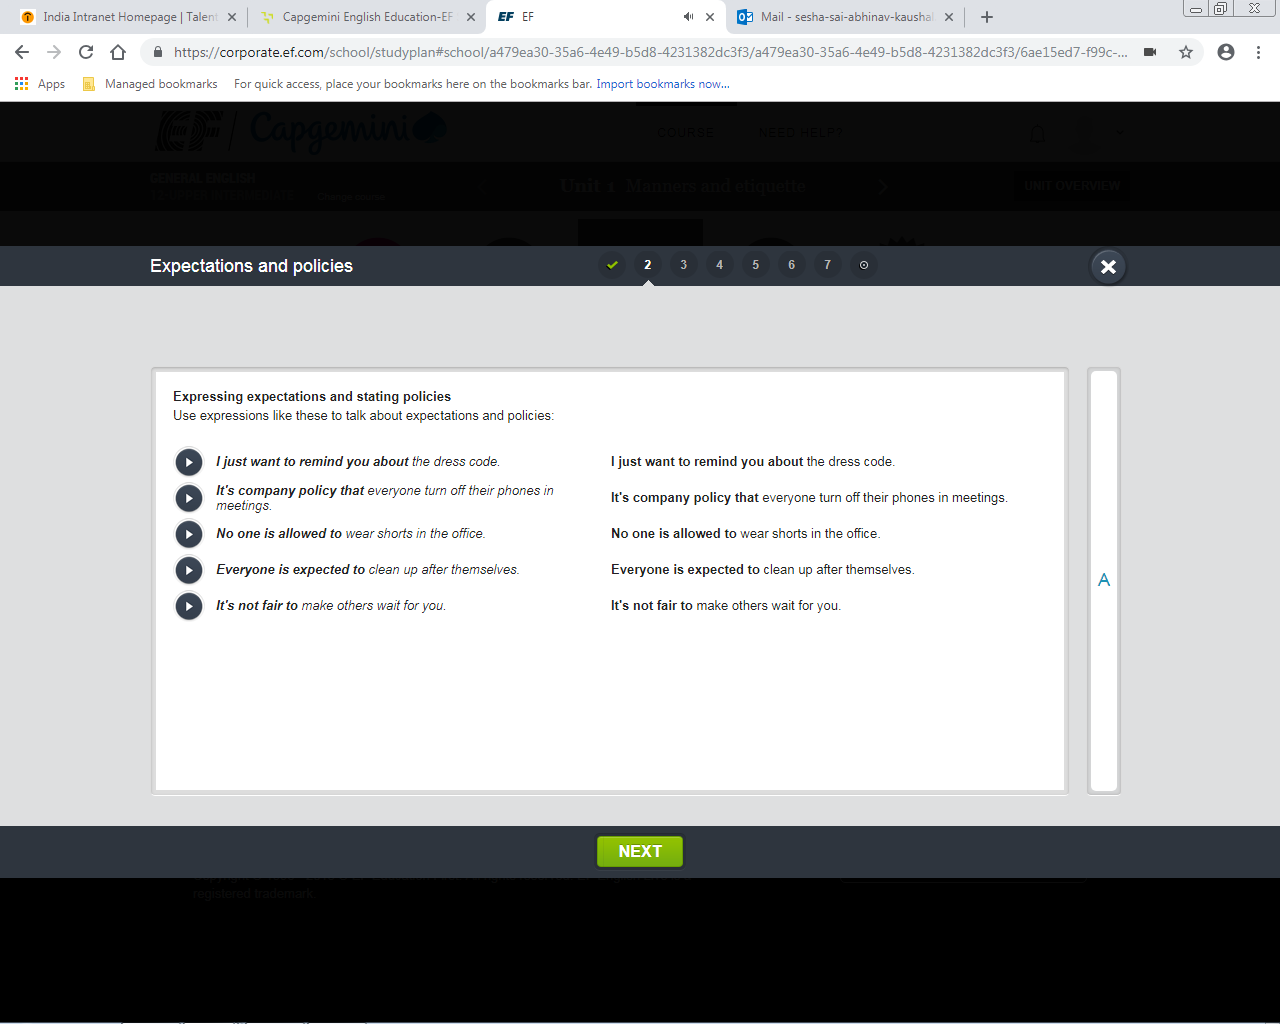 India Intranet Homepage | Talent
Capgemini English Education-EF
EF EF
Mail - sesha-sai-abhinav-kausha
https://corporate.ef.com/school/studyplan#school/a479ea30-35a6-4e49-b5d8-4231382dc3f3/a479ea30-35a6-4e49-b5d8-4231382dc3f3/6ae15ed7-f99c-...
Apps Managed bookmarks For quick access, place your bookmarks here on the bookmarks bar. Import bookmarks now...
EF Capgemini COURSE NEED HELP?
GENERAL ENGLISH
Unit 1 Manners and etiquette UNIT OVERVIEW
Change course
Expectations and policies 2 3 4 5 6 7
Expressing expectations and stating policies
Use expressions like these to talk about expectations and policies:
I just want to remind you about the dress code. I just want to remind you about the dress code.
It's company policy that everyone turn off their phones in
meetings.
It's company policy that everyone turn off their phones in meetings.
No one is allowed to wear shorts in the office. No one is allowed to wear shorts in the office.
Everyone is expected to clean up after themselves. Everyone is expected to clean up after themselves.
A
It's not fair to make others wait for you. It's not fair to make others wait for you.
NEXT
registered trademark